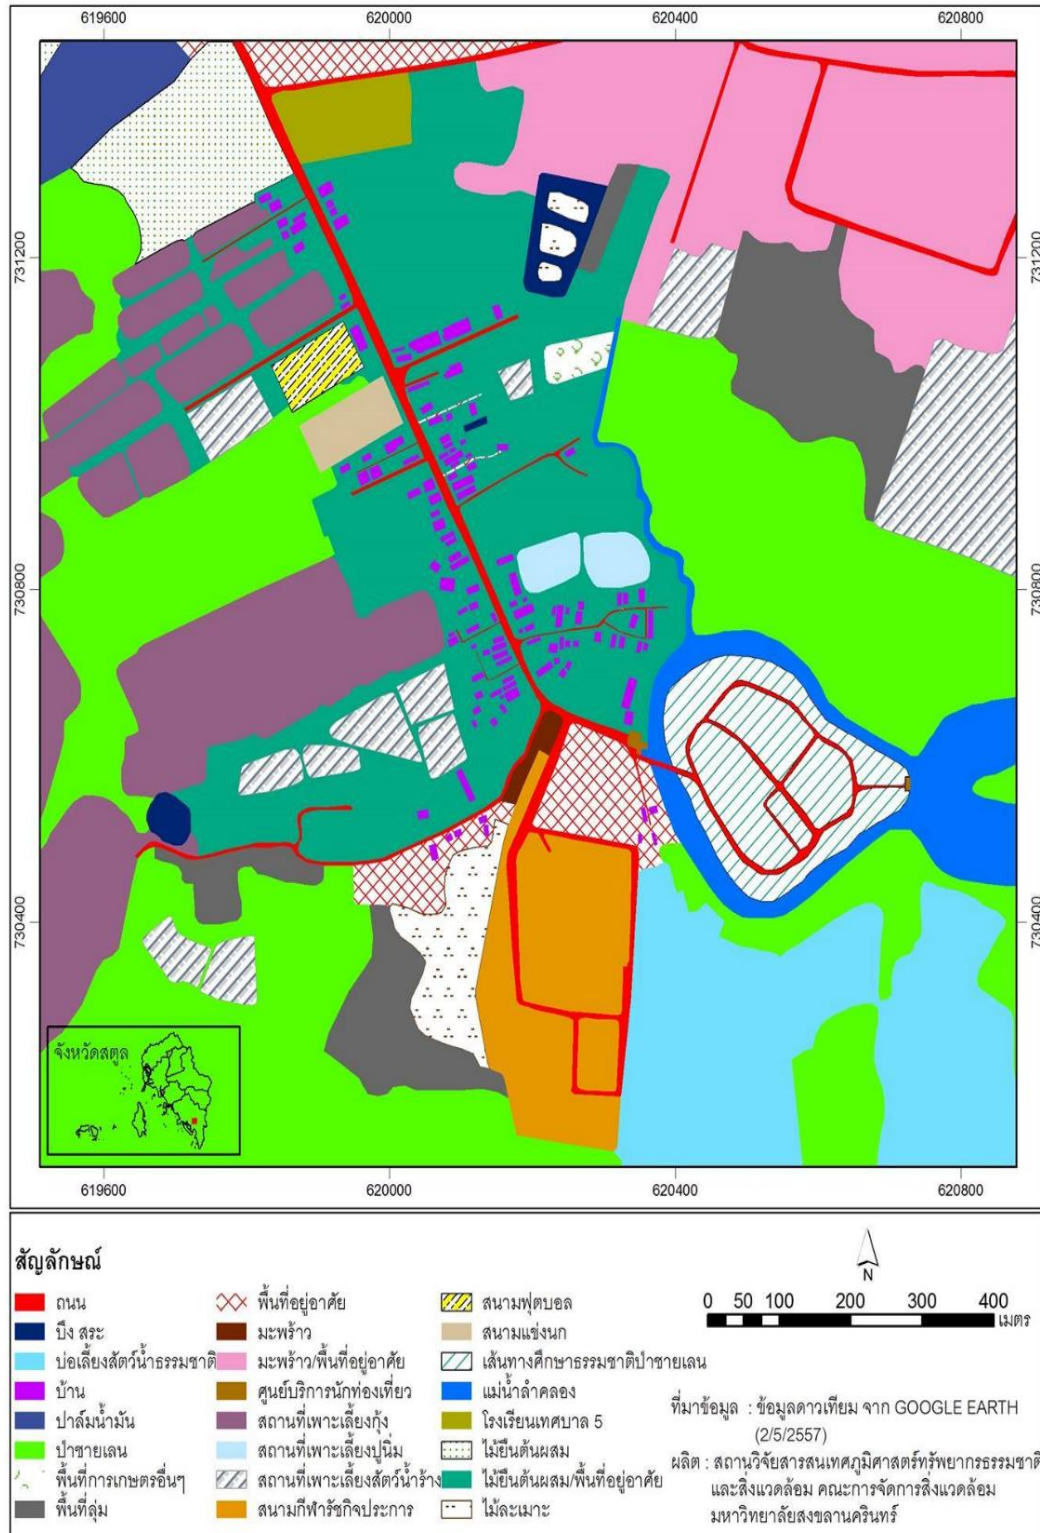 619600 620000 620400 620800
731200 731200
730800 730800
730400 730400
จังหวัดสตูล
619600 620000 620400 620800
สัญลักษณ์
ถนน
บึง สระ
บ่อเลี้ยงสัตว์น้ำธรรมชาติ
บ้าน
ปาล์มน้ำมัน
ป่าชายเลน
พื้นที่การเกษตรอื่นๆ
พื้นที่ลุ่ม
พื้นที่อยู่อาศัย
มะพร้าว
มะพร้าว/พื้นที่อยู่อาศัย
ศูนย์บริการนักท่องเที่ยว
สถานที่เพาะเลี้ยงกุ้ง
สถานที่เพาะเลี้ยงปูนิ่ม
สถานที่เพาะเลี้ยงสัตว์น้ำร้าง
สนามกีฬารัชกิจประการ
สนามฟุตบอล
สนามแข่งนก
เส้นทางศึกษาธรรมชาติป่าชายเลน
แม่น้ำลำคลอง
โรงเรียนเทศบาล 5
ไม้ยืนต้นผสม
ไม้ยืนต้นผสม/พื้นที่อยู่อาศัย
ไม้ละเมาะ
N
0 50 100 200 300 400
เมตร
ที่มาข้อมูล : ข้อมูลดาวเทียม จาก GOOGLE EARTH
(2/5/2557)
ผลิต : สถานวิจัยสารสนเทศภูมิศาสตร์ทรัพยากรธรรมชาติ
และสิ่งแวดล้อม คณะการจัดการสิ่งแวดล้อม
มหาวิทยาลัยสงขลานครินทร์